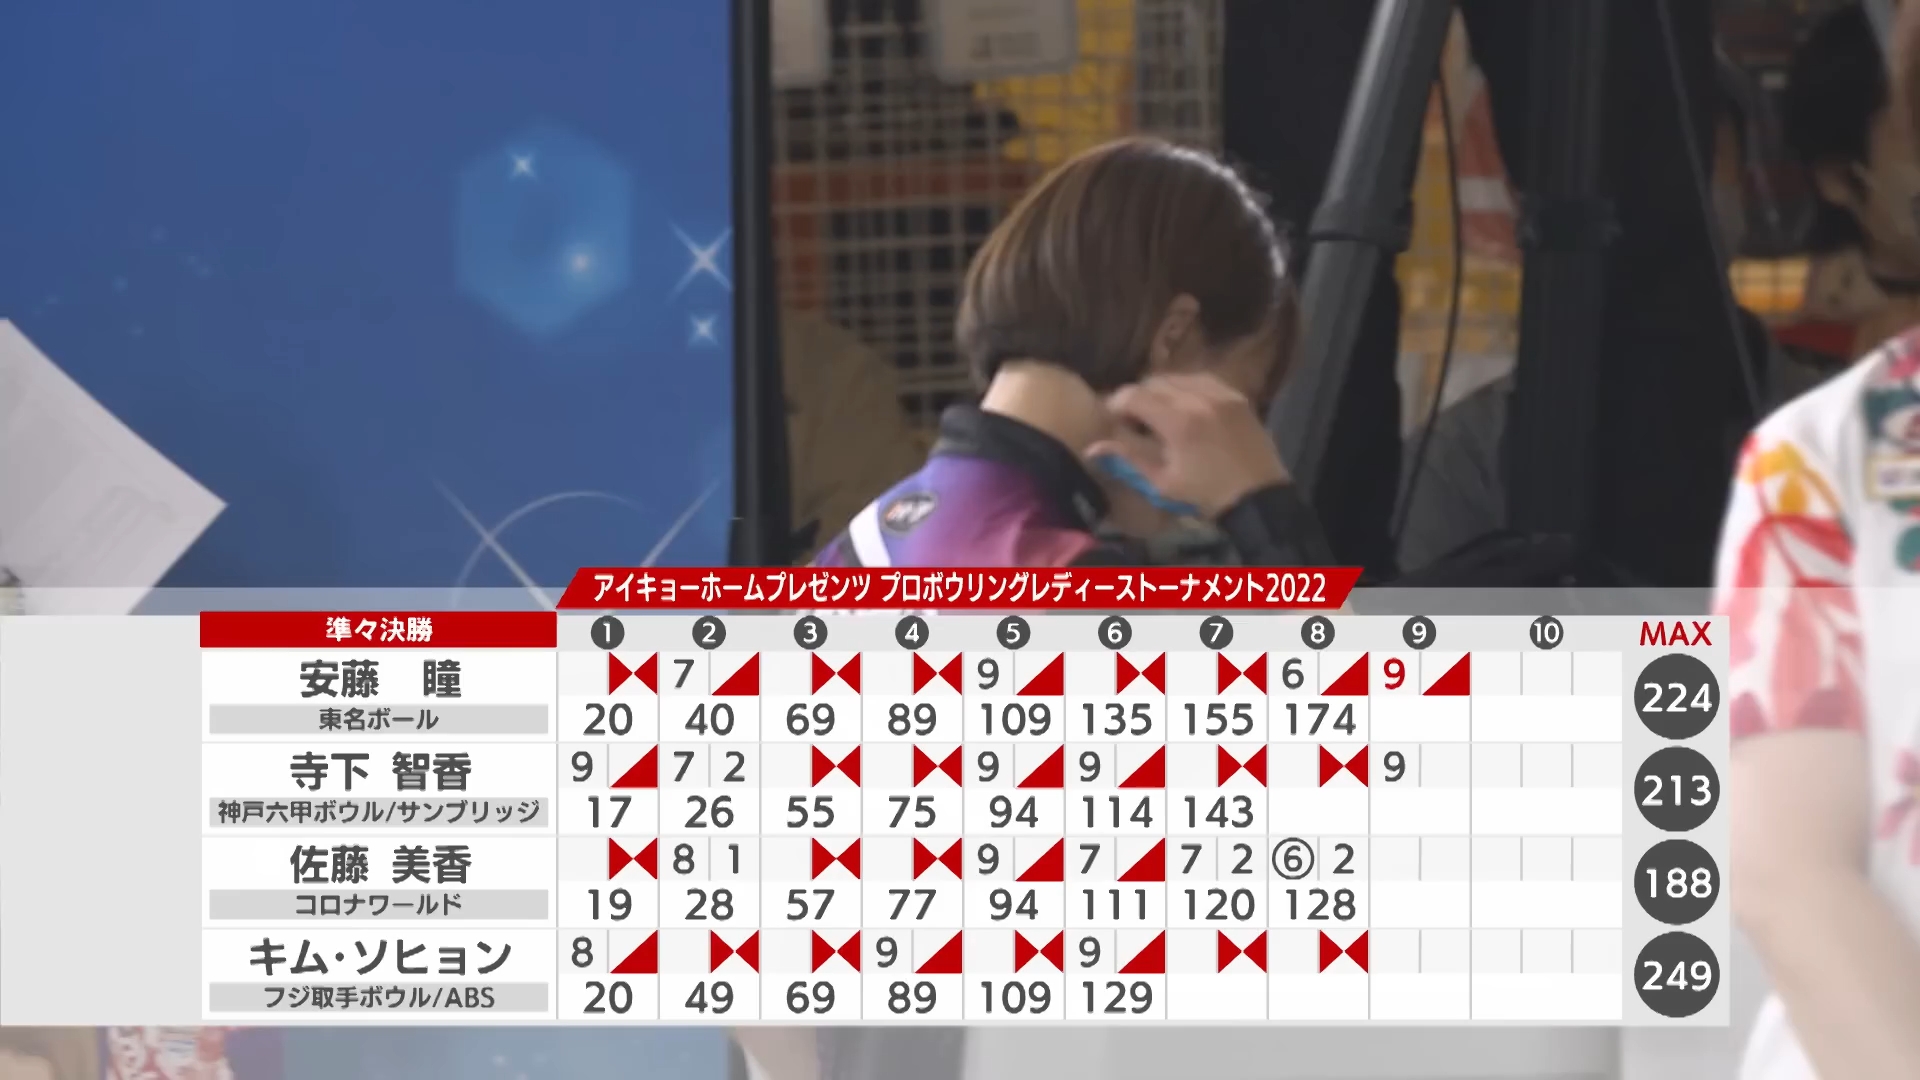 アイキョーホームプレゼンツ プロボウリングレディーストーナメント2022
準々決勝 1 2 3 4 5 6 7 8 9 10 MAX
安藤 瞳 7 9 6 9 224
東名ボール 20 40 69 89 109 135 155 174
寺下 智香 9 7 2 9 9 9 213
神戸六甲ボウル/サンブリッジ 17 26 55 75 94 114 143
佐藤 美香 8 1 9 7 7 2 ⑥ 2 188
コロナワールド 19 28 57 77 94 111 120 128
キム・ソヒョン 8 9 9 249
フジ取手ボウル/ABS 20 49 69 89 109 129